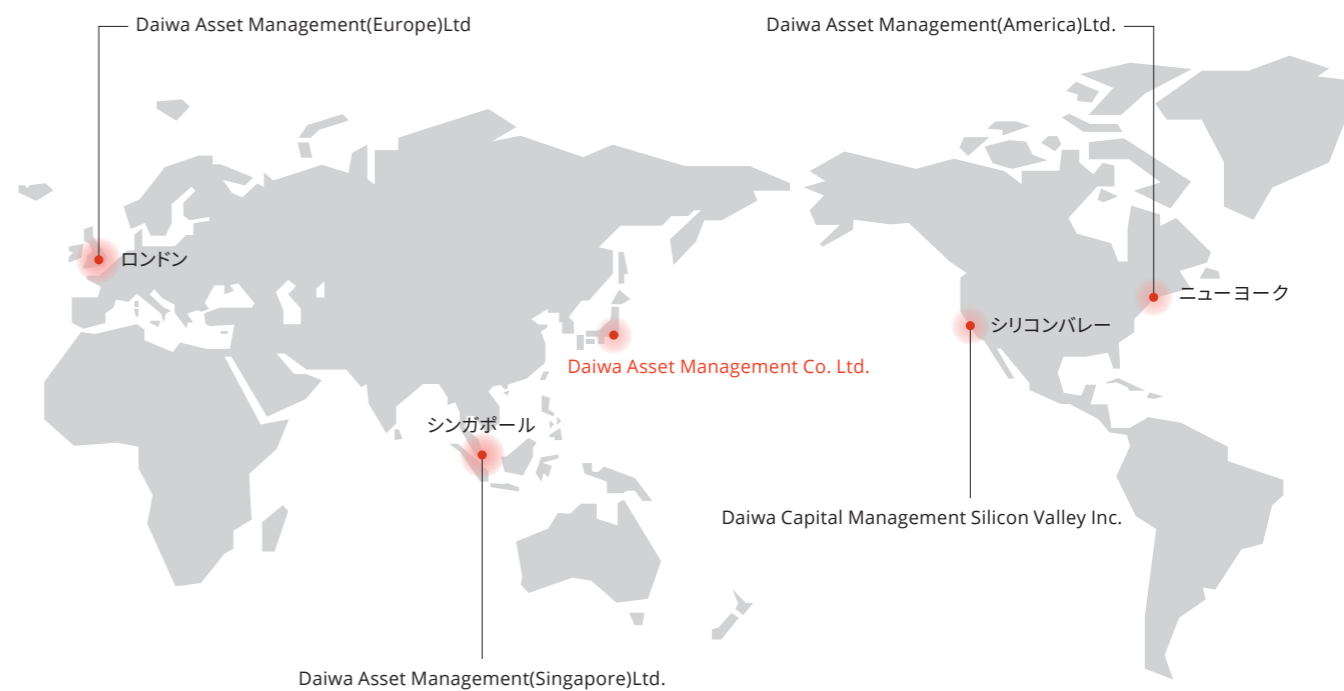 Daiwa Asset Management(Europe)Ltd
Daiwa Asset Management(America)Ltd.
ロンドン
ニューヨーク
シリコンバレー
Daiwa Asset Management Co. Ltd.
シンガポール
Daiwa Capital Management Silicon Valley Inc.
Daiwa Asset Management(Singapore)Ltd.